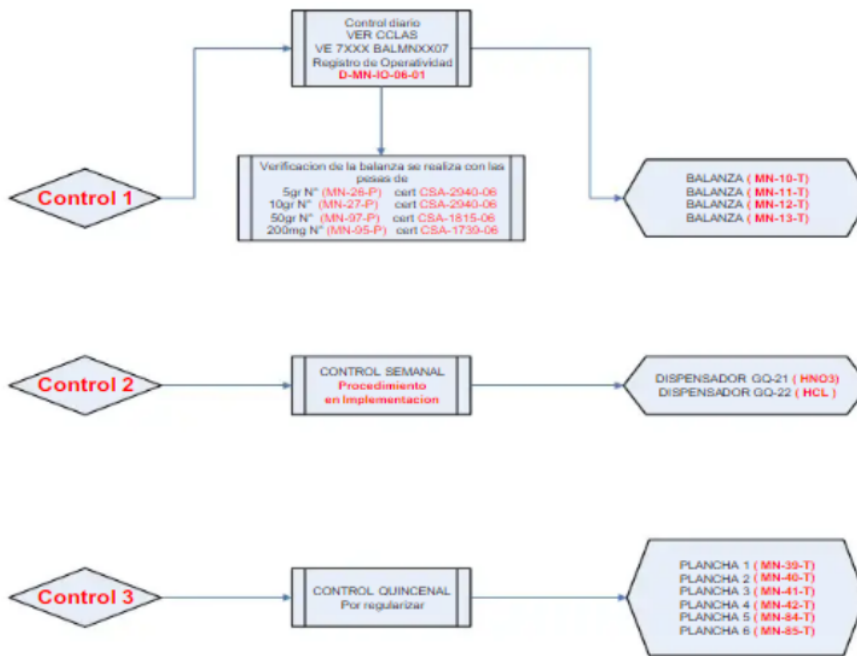 Control diario
VER CCLAS
VE 7XXX BALMNXX07
Registro de Operatividad
D-MN-IO-06-01
Control 1
Verificacion de la balanza se realiza con las
pesas de
5gr N° (MN-26-P) cert CSA-2940-06
10gr N° (MN-27-P) cert CSA-2940-06
50gr N° (MN-97-P) cert CSA-1815-06
200mg N° (MN-95-P) cert CSA-1739-06
BALANZA ( MN-10-T)
BALANZA ( MN-11-T)
BALANZA ( MN-12-T)
BALANZA ( MN-13-T)
Control 2
CONTROL SEMANAL
Procedimiento
en Implementacion
DISPENSADOR GQ-21 ( HNO3)
DISPENSADOR GQ-22 ( HCL )
Control 3
CONTROL QUINCENAL
Por regularizar
PLANCHA 1 ( MN-39-T)
PLANCHA 2 ( MN-40-T)
PLANCHA 3 ( MN-41-T)
PLANCHA 4 ( MN-42-T)
PLANCHA 5 ( MN-84-T)
PLANCHA 6 ( MN-85-T)